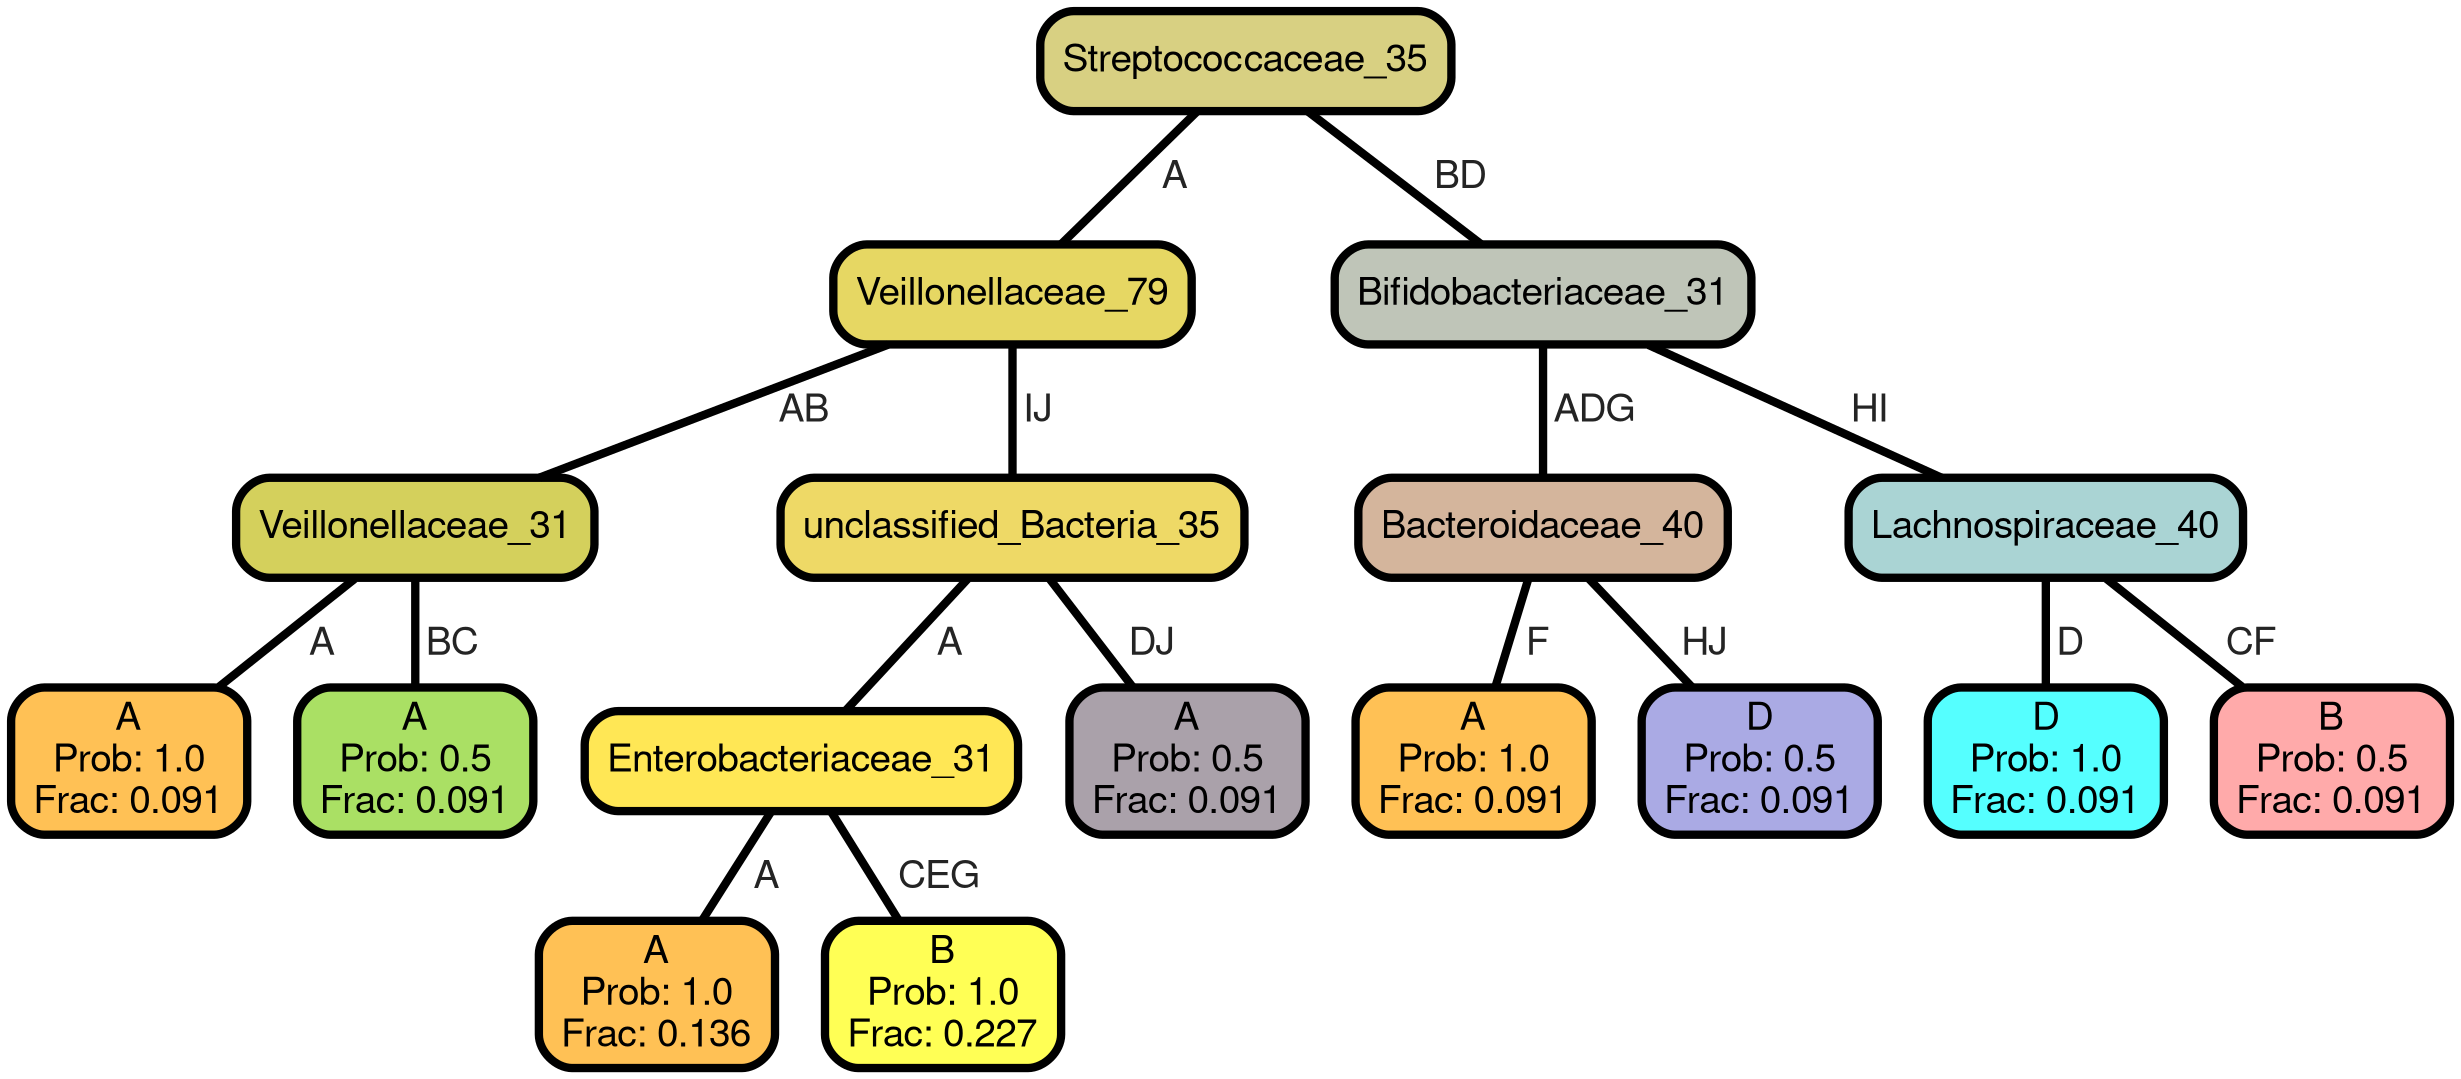 Streptococcaceae_35
A
BD
Veillonellaceae_79
Bifidobacteriaceae_31
AB
IJ
ADG
HI
Veillonellaceae_31
unclassified_Bacteria_35
Bacteroidaceae_40
Lachnospiraceae_40
A
BC
A
DJ
F
HJ
D
CF
A
Prob: 1.0
Frac: 0.091
A
Prob: 0.5
Frac: 0.091
Enterobacteriaceae_31
A
Prob: 0.5
Frac: 0.091
A
Prob: 1.0
Frac: 0.091
D
Prob: 0.5
Frac: 0.091
D
Prob: 1.0
Frac: 0.091
B
Prob: 0.5
Frac: 0.091
A
CEG
A
Prob: 1.0
Frac: 0.136
B
Prob: 1.0
Frac: 0.227